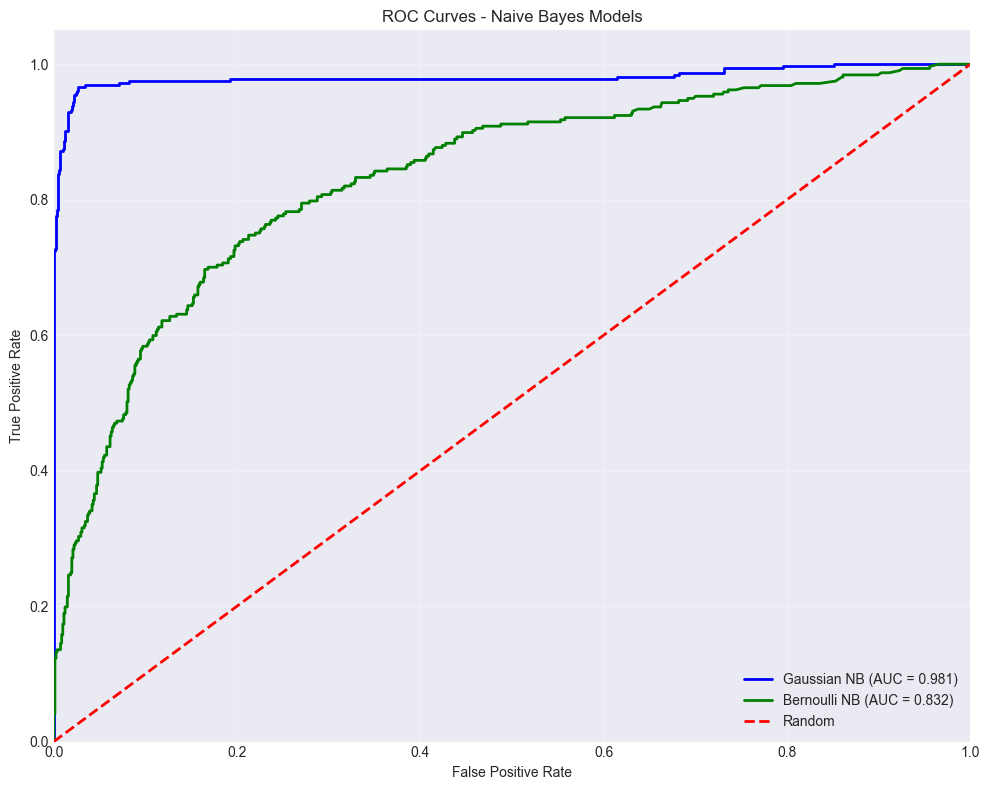 ROC Curves - Naive Bayes Models
True Positive Rate
1.0
0.8
0.6
0.4
0.2
0.0
0.0 0.2 0.4 0.6 0.8 1.0
False Positive Rate
Gaussian NB (AUC = 0.981)
Bernoulli NB (AUC = 0.832)
Random